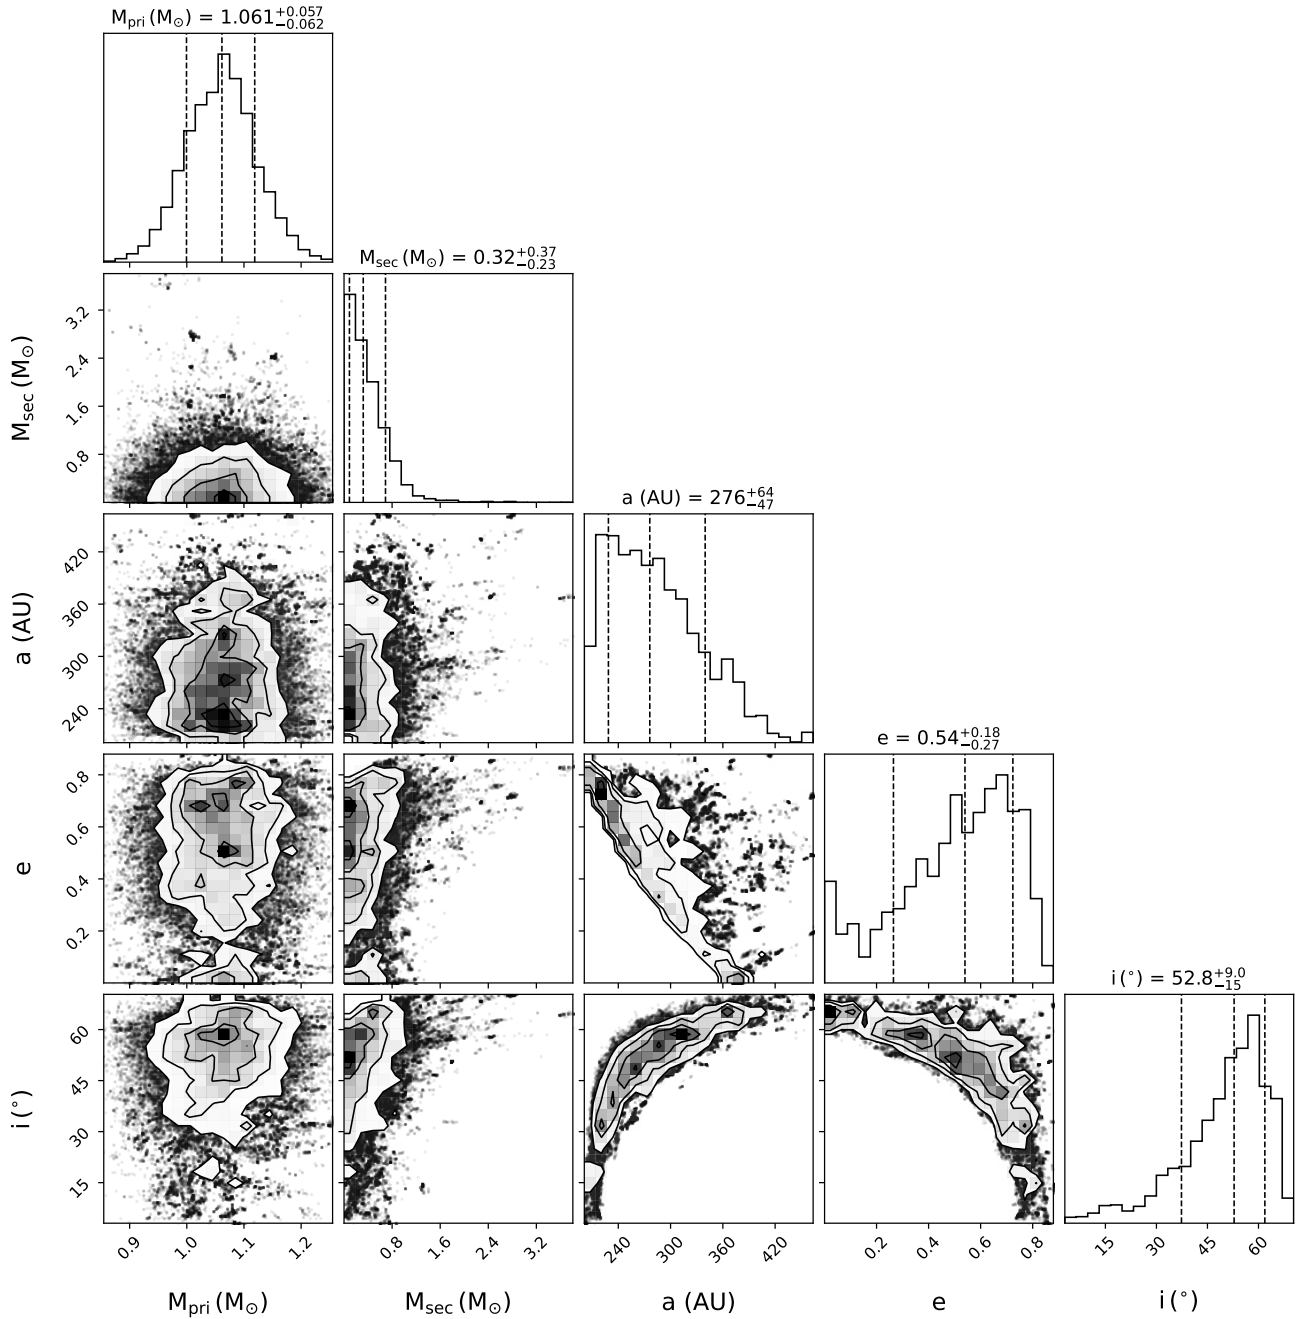 M_pri (M_⊙) = 1.061^{+0.057}_{−0.062}
M_sec (M_⊙) = 0.32^{+0.37}_{−0.23}
M_sec (M_⊙)
3.2
2.4
1.6
0.8
a (AU) = 276^{+64}_{−47}
a (AU)
420
360
300
240
e = 0.54^{+0.18}_{−0.27}
e
0.8
0.6
0.4
0.2
i (°) = 52.8^{+9.0}_{−15}
i (°)
60
45
30
15
0.9 1.0 1.1 1.2
0.8 1.6 2.4 3.2
240 300 360 420
0.2 0.4 0.6 0.8
15 30 45 60
M_pri (M_⊙)
M_sec (M_⊙)
a (AU)
e
i (°)